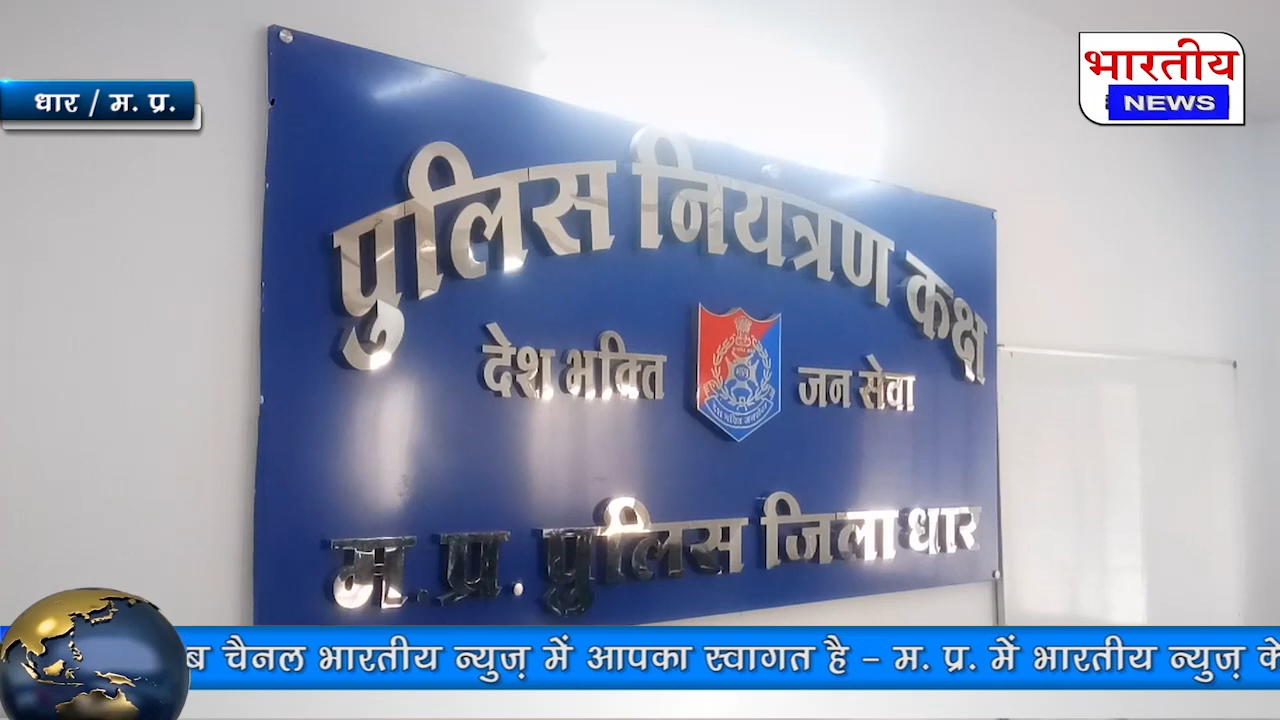 धार / म. प्र.
भारतीय
NEWS
पुलिस नियंत्रण कक्ष
देश भक्ति जन सेवा
म.प्र. पुलिस जिला धार
ब चैनल भारतीय न्युज़ में आपका स्वागत है - म. प्र. में भारतीय न्युज़ के